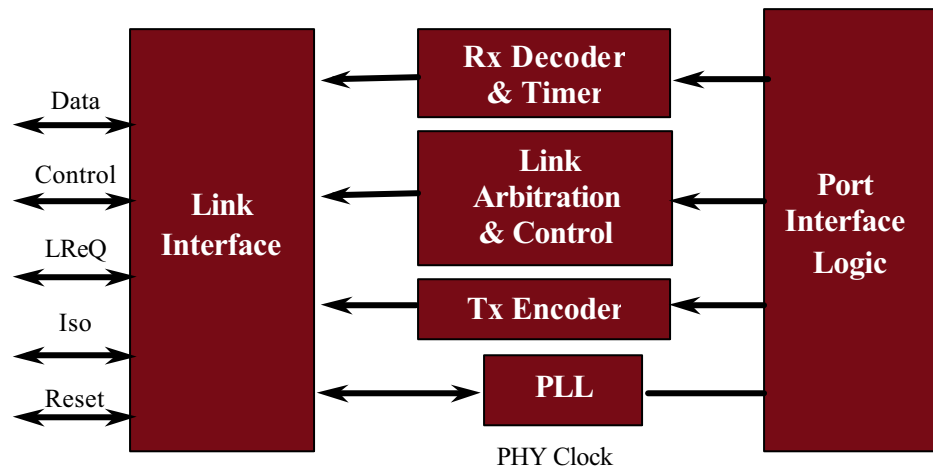 Data
Control
LReQ
Iso
Reset
Link
Interface
Rx Decoder
& Timer
Link
Arbitration
& Control
Tx Encoder
PLL
PHY Clock
Port
Interface
Logic